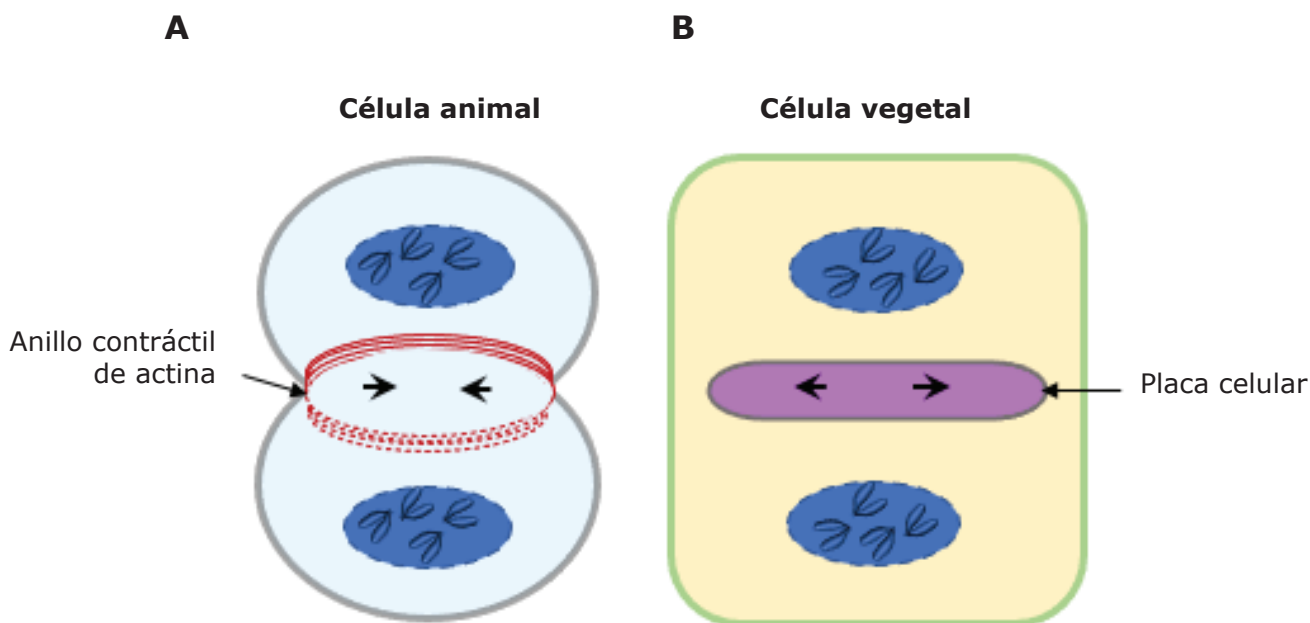 A
B
Célula animal
Célula vegetal
Anillo contráctil
de actina
Placa celular